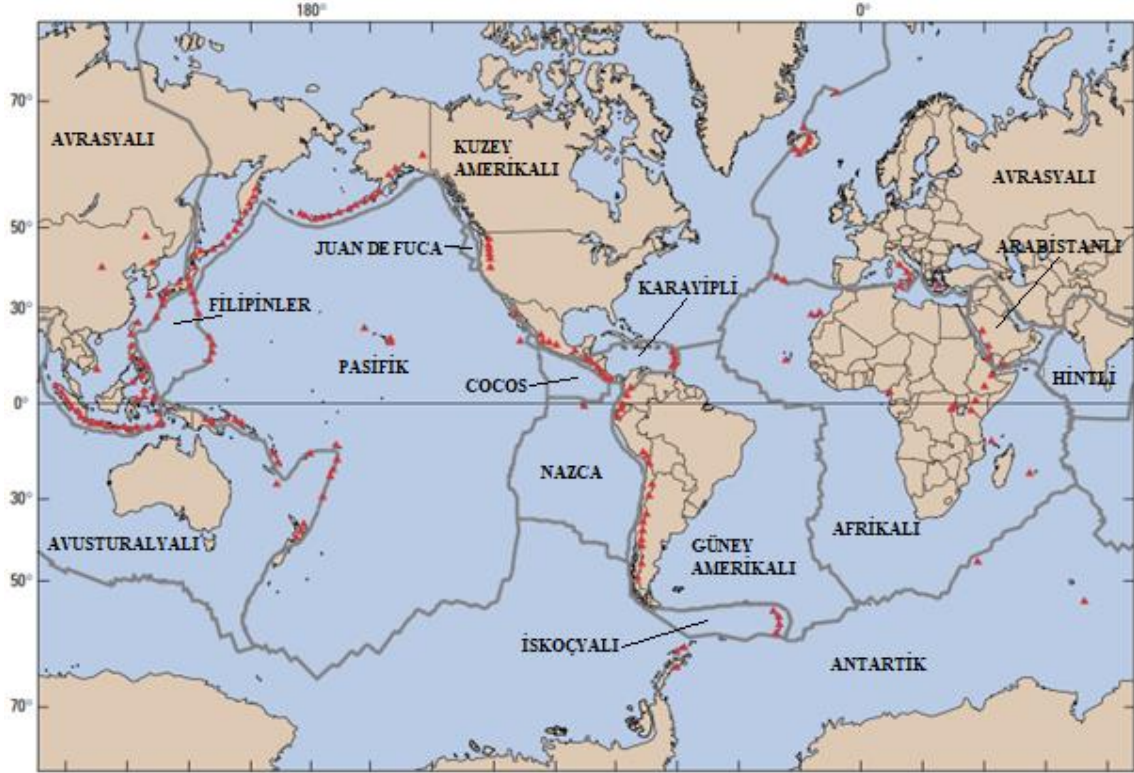 180°
0°
70°
50°
30°
0°
30°
50°
70°
AVRASYALI
KUZEY
AMERİKALI
AVRASYALI
JUAN DE FUCA
ARABİSTANLI
KARAYİPLİ
FİLİPİNLER
PASİFİK
COCOS
HİNTLİ
NAZCA
AVUSTURALYALI
GÜNEY
AMERİKALI
AFRİKALI
İSKOÇYALI
ANTARTİK